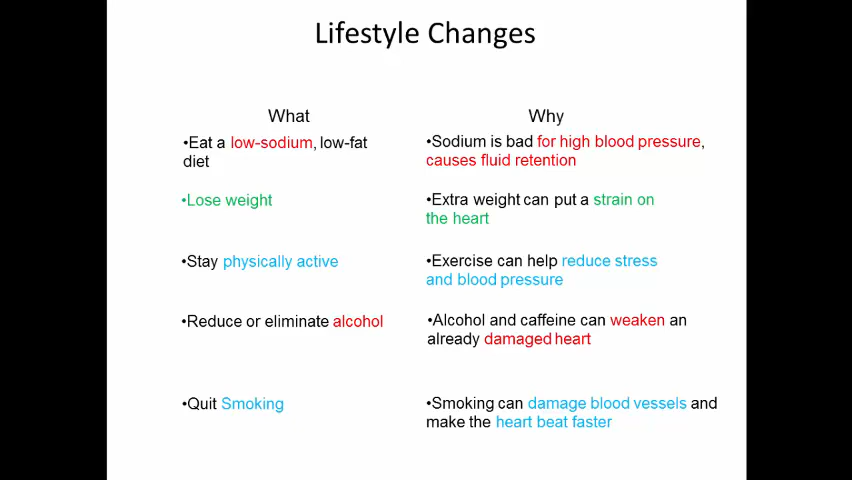 Lifestyle Changes
What
Why
•Eat a low-sodium, low-fat
diet
•Sodium is bad for high blood pressure,
causes fluid retention
•Lose weight
•Extra weight can put a strain on
the heart
•Stay physically active
•Exercise can help reduce stress
and blood pressure
•Reduce or eliminate alcohol
•Alcohol and caffeine can weaken an
already damaged heart
•Quit Smoking
•Smoking can damage blood vessels and
make the heart beat faster